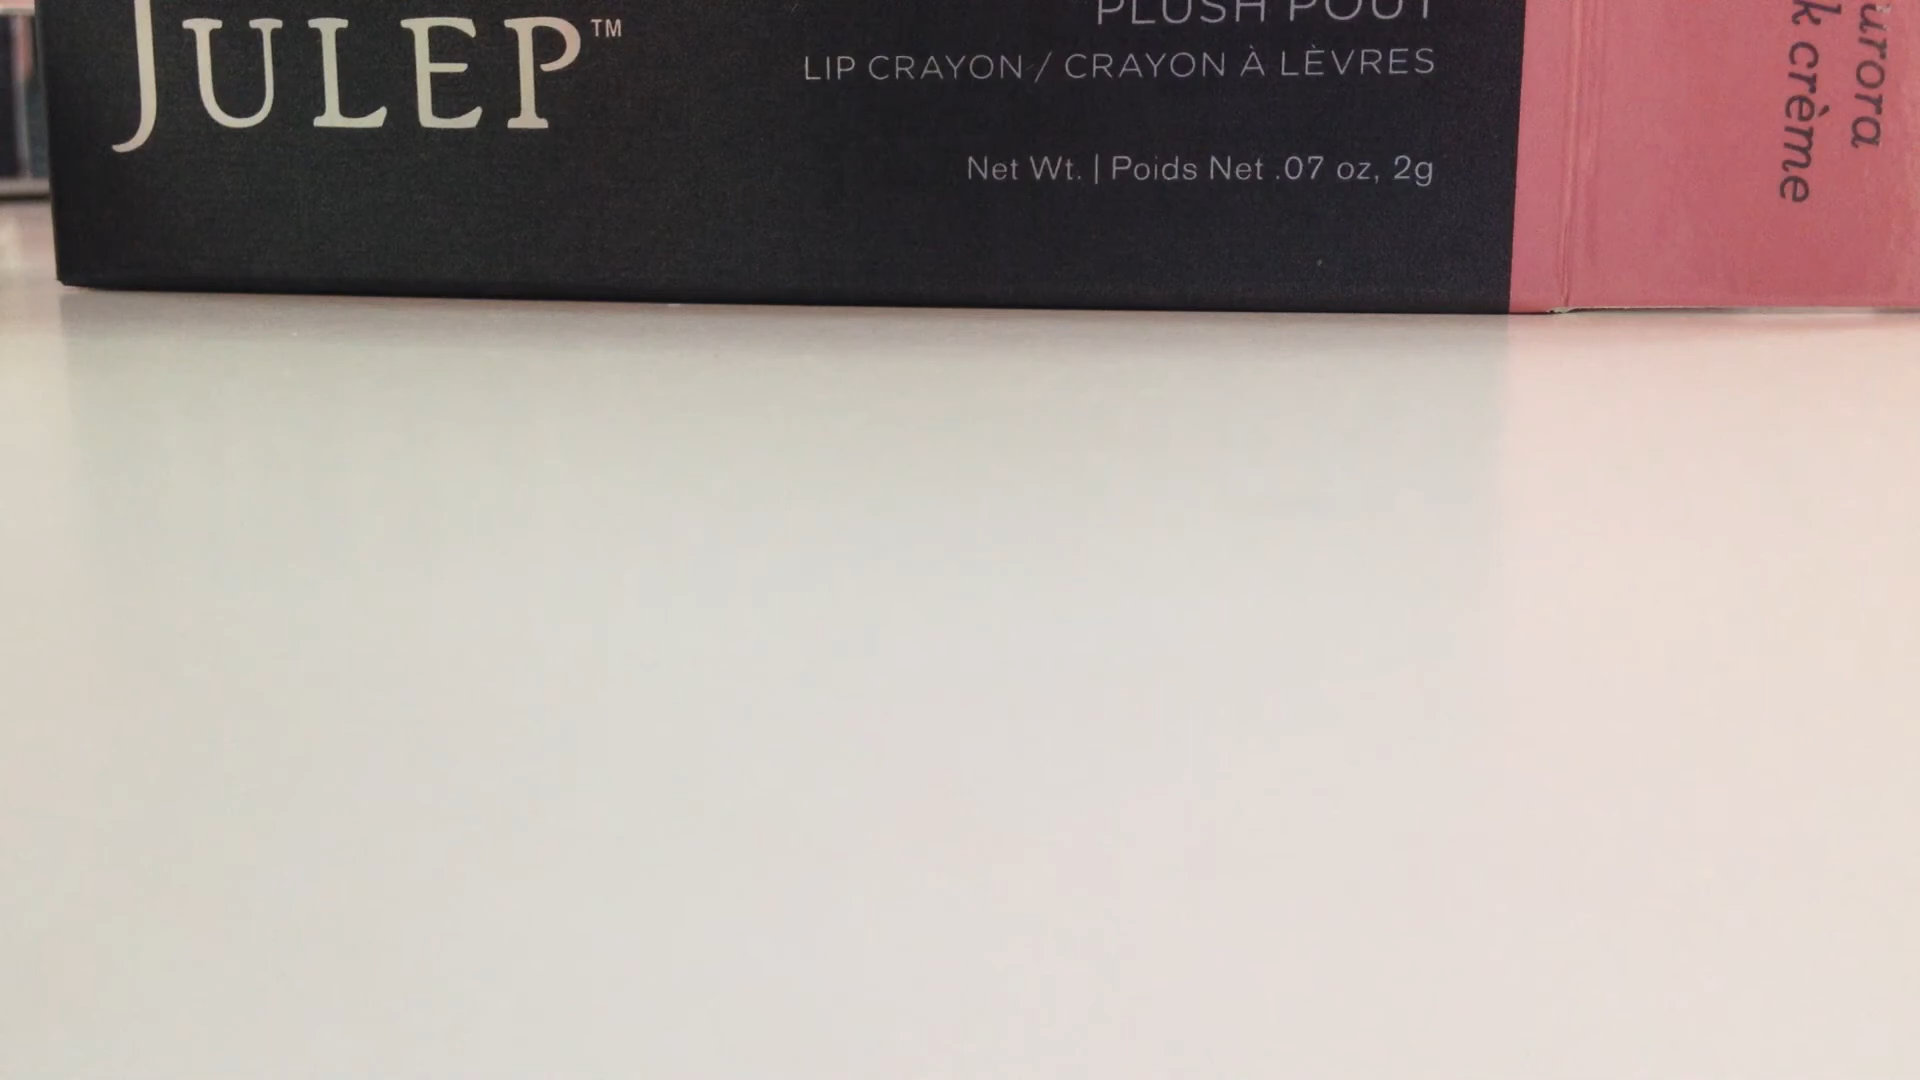 JULEP™
PLUSH POUT
LIP CRAYON / CRAYON À LÈVRES
Net Wt. | Poids Net .07 oz, 2g
crème